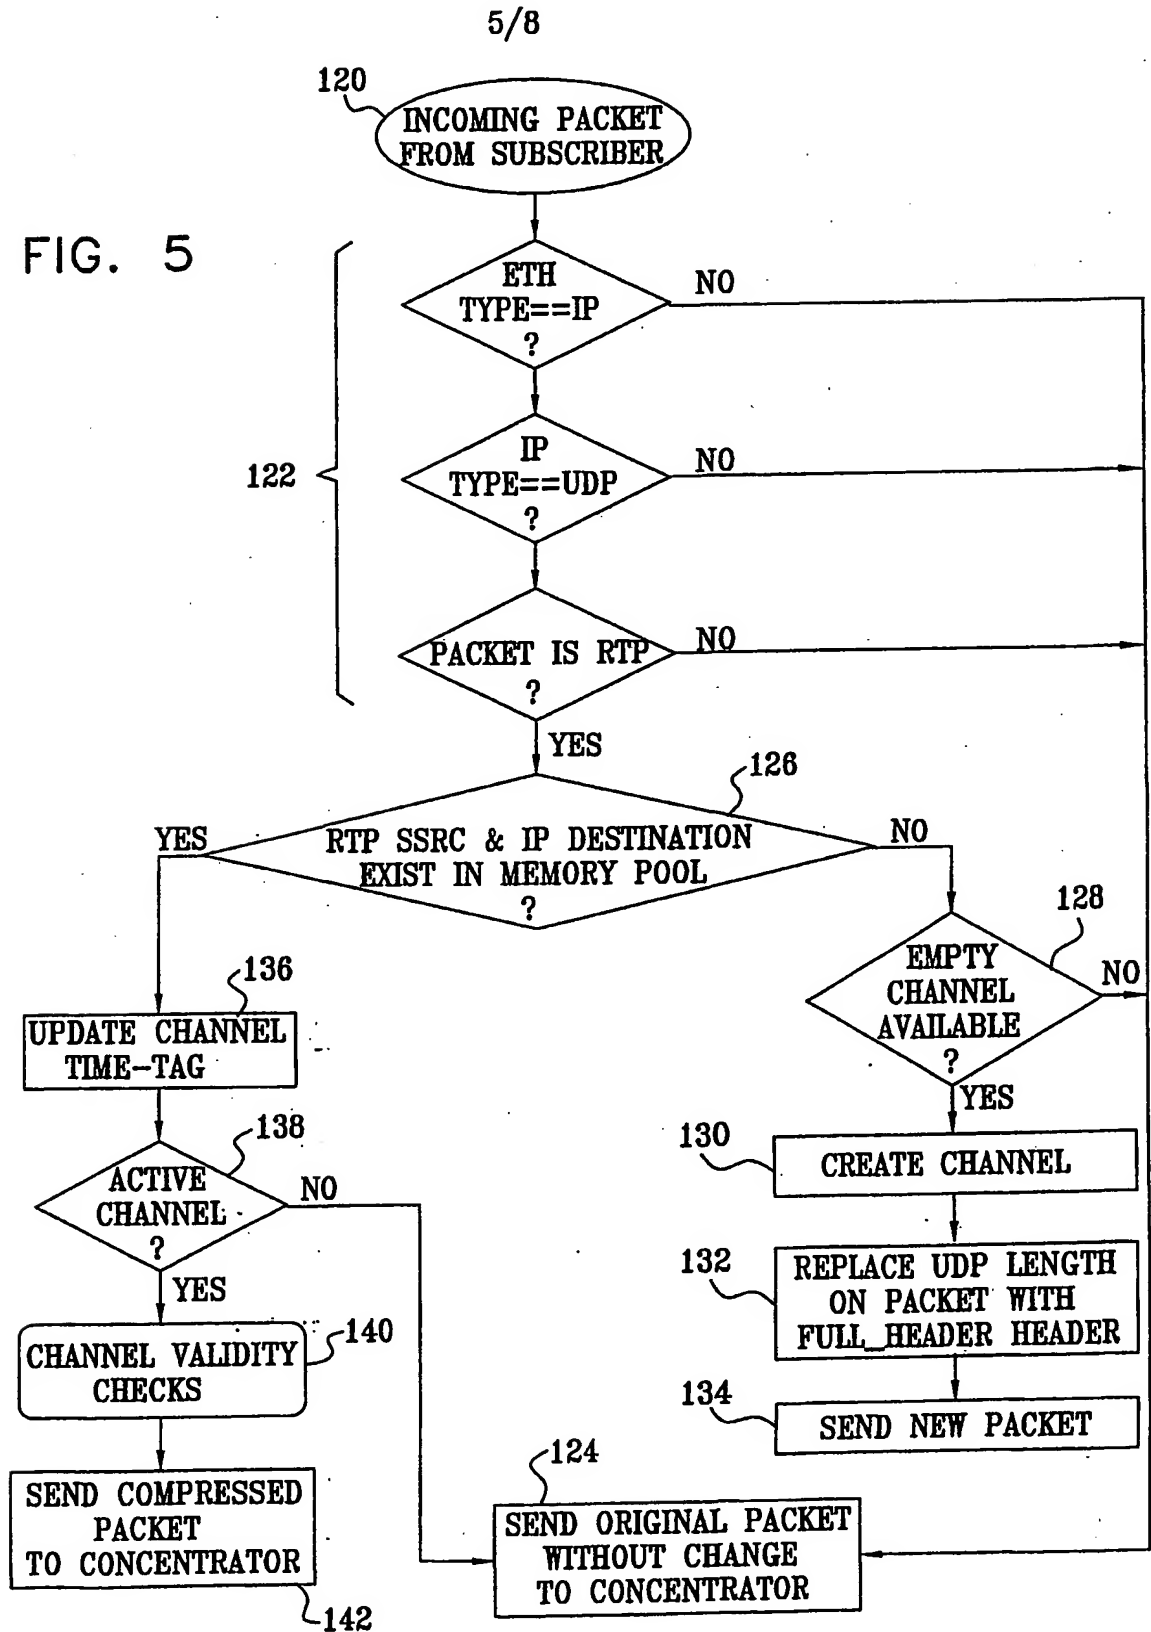 5/8
120
INCOMING PACKET
FROM SUBSCRIBER
FIG. 5
ETH
TYPE==IP
?
NO
122
IP
TYPE==UDP
?
NO
PACKET IS RTP
?
NO
YES
126
YES
RTP SSRC & IP DESTINATION
EXIST IN MEMORY POOL
?
NO
128
EMPTY
CHANNEL
AVAILABLE
?
NO
YES
136
UPDATE CHANNEL
TIME-TAG
138
ACTIVE
CHANNEL
?
NO
YES
130
CREATE CHANNEL
132
REPLACE UDP LENGTH
ON PACKET WITH
FULL_HEADER HEADER
140
CHANNEL VALIDITY
CHECKS
134
SEND NEW PACKET
124
SEND ORIGINAL PACKET
WITHOUT CHANGE
TO CONCENTRATOR
SEND COMPRESSED
PACKET
TO CONCENTRATOR
142